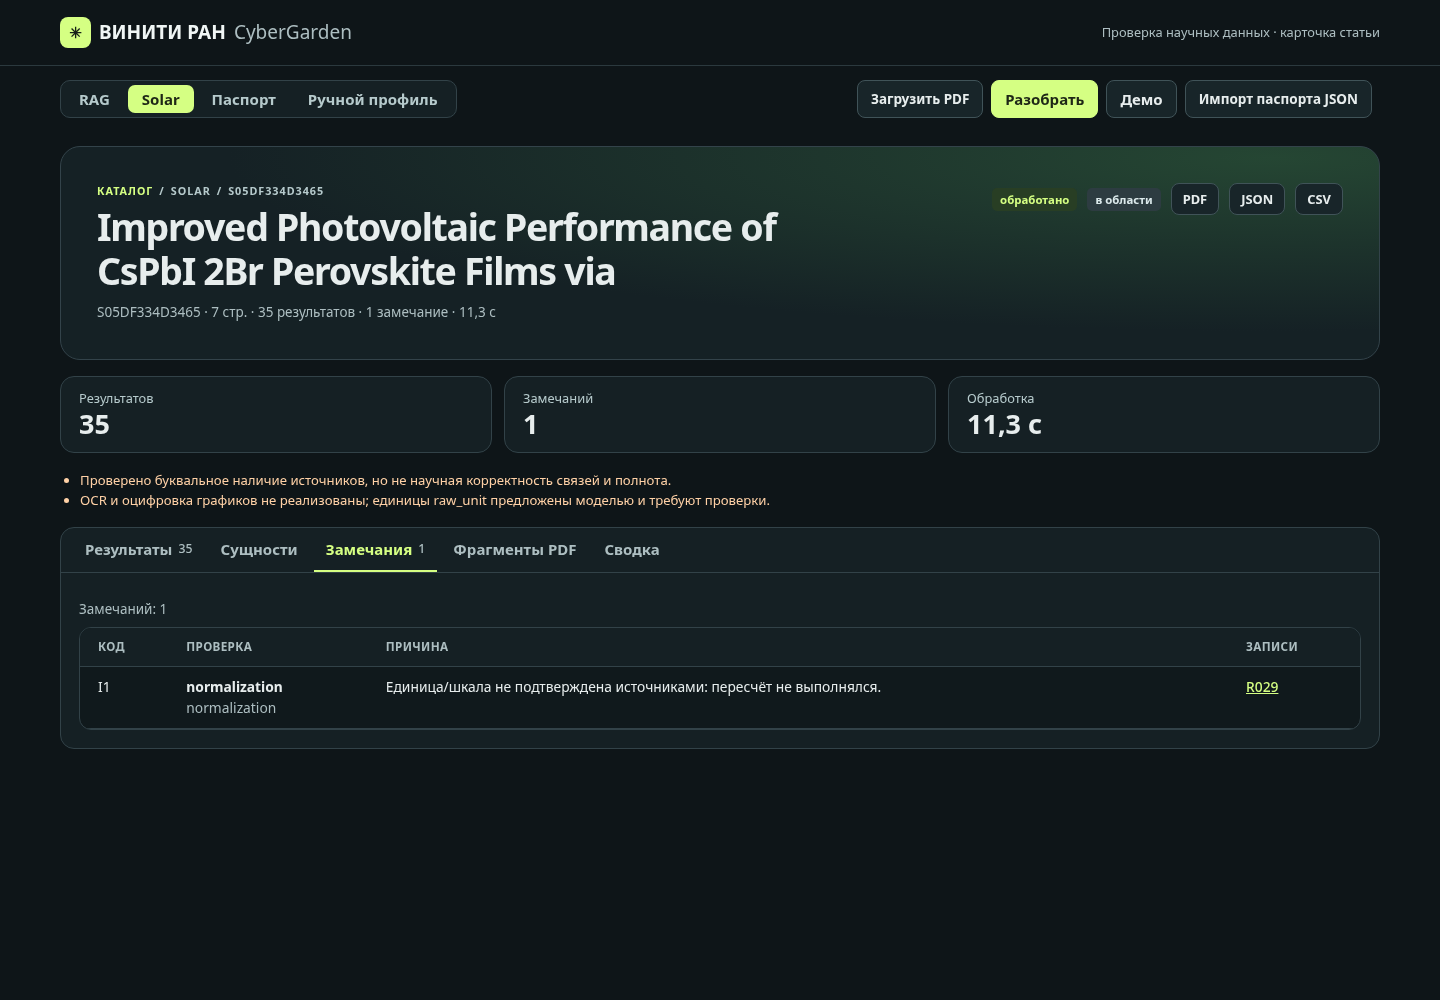 ✳ ВИНИТИ РАН CyberGarden
Проверка научных данных · карточка статьи
RAG Solar Паспорт Ручной профиль
Загрузить PDF Разобрать Демо Импорт паспорта JSON
КАТАЛОГ / SOLAR / S05DF334D3465
обработано в области PDF JSON CSV
Improved Photovoltaic Performance of
CsPbI 2Br Perovskite Films via
S05DF334D3465 · 7 стр. · 35 результатов · 1 замечание · 11,3 с
Результатов
35
Замечаний
1
Обработка
11,3 с
• Проверено буквальное наличие источников, но не научная корректность связей и полнота.
• OCR и оцифровка графиков не реализованы; единицы raw_unit предложены моделью и требуют проверки.
Результаты 35 Сущности Замечания 1 Фрагменты PDF Сводка
Замечаний: 1
КОД ПРОВЕРКА ПРИЧИНА ЗАПИСИ
I1 normalization Единица/шкала не подтверждена источниками: пересчёт не выполнялся. R029
normalization